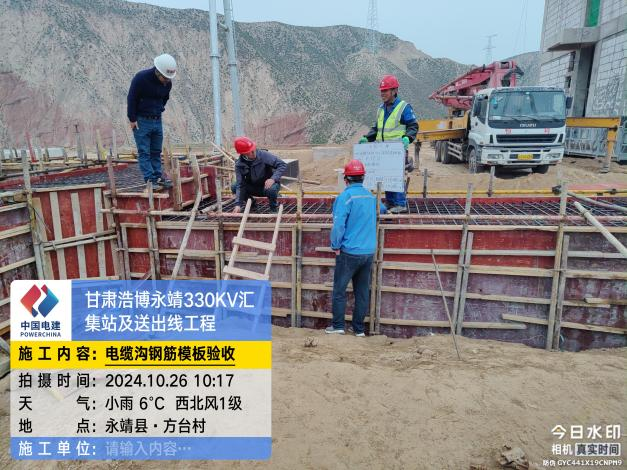 ISUZU
中国电建
POWERCHINA
甘肃浩博永靖330KV汇
集站及送出线工程
施工内容：电缆沟钢筋模板验收
拍摄时间：2024.10.26 10:17
天气：小雨 6°C 西北风1级
地点：永靖县·方台村
施工单位：请输入内容…
今日水印
相机 真实时间
防伪 GYC441X19CNPM9